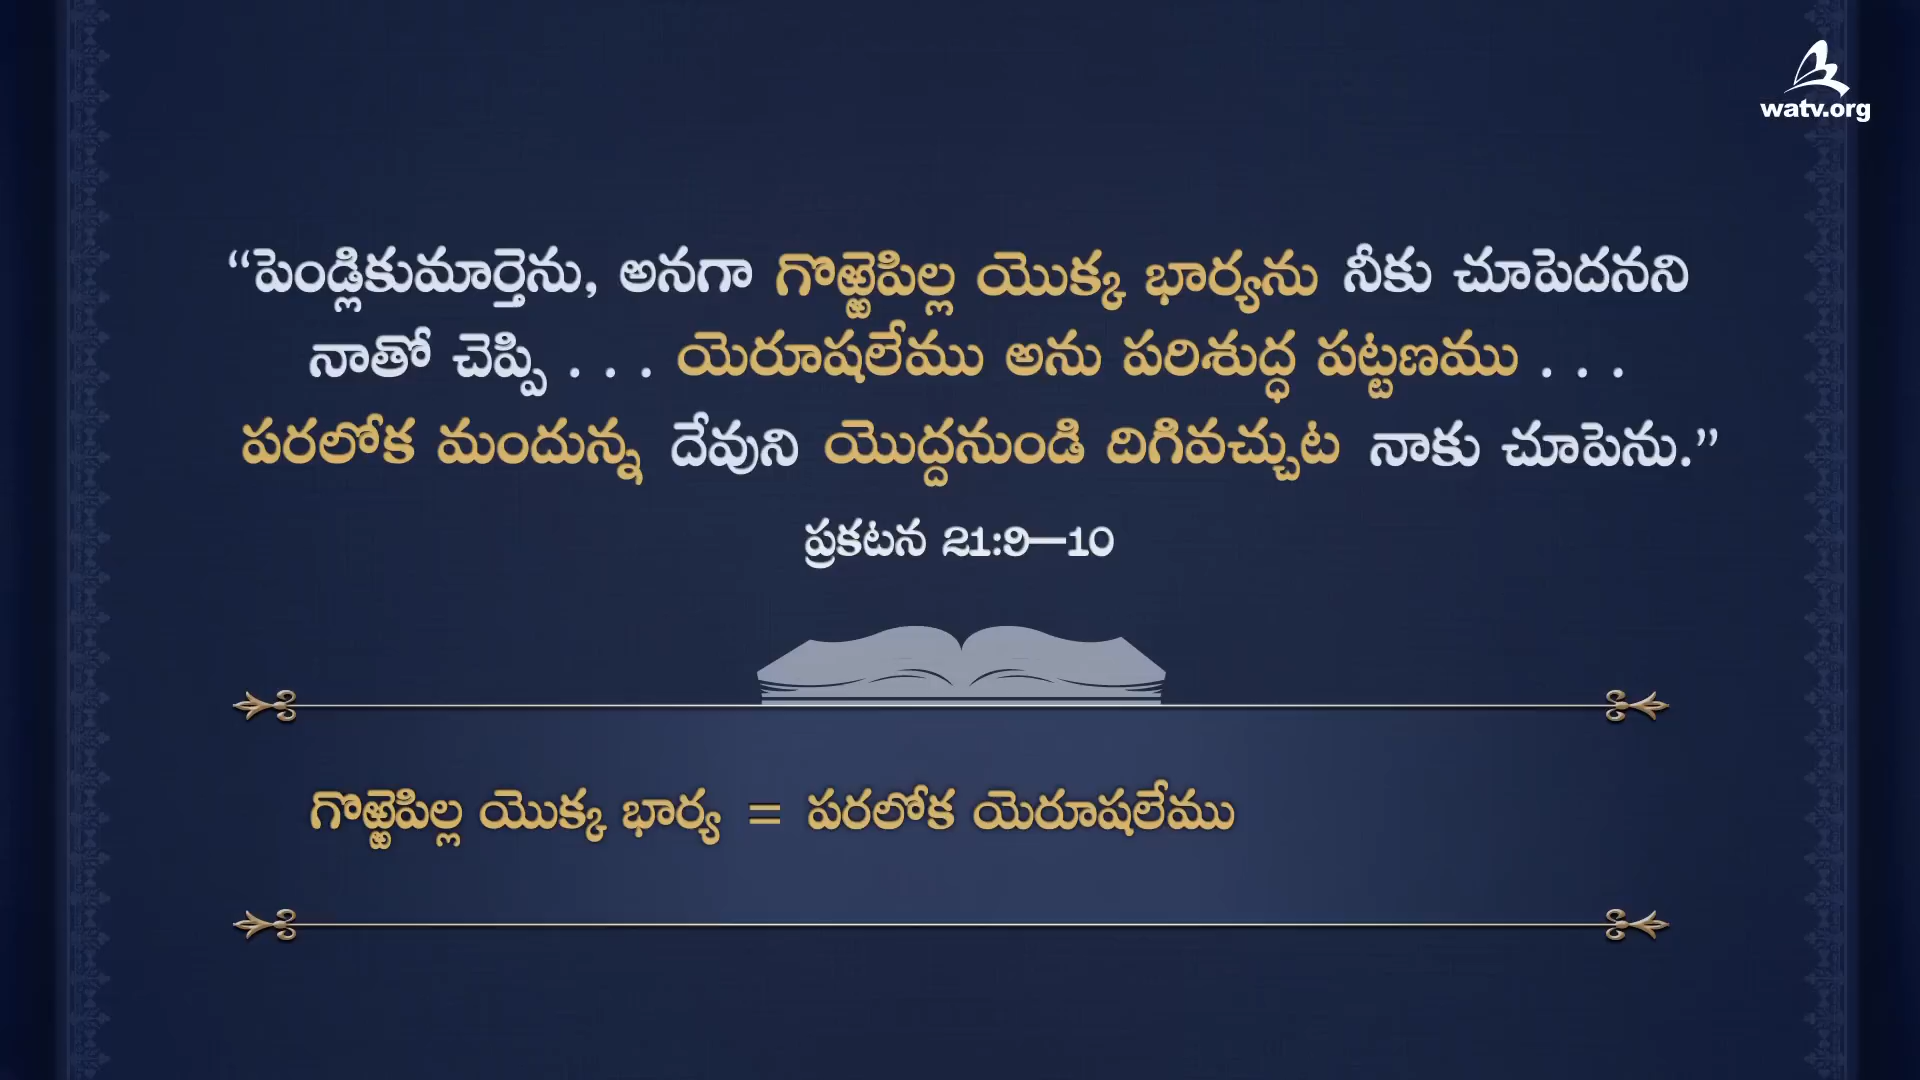 watv.org
“పెండ్లికుమార్తెను, అనగా గొఱ్ఱెపిల్ల యొక్క భార్యను నీకు చూపెదనని
నాతో చెప్పి . . . యెరూషలేము అను పరిశుద్ధ పట్టణము . . .
పరలోక మందున్న దేవుని యొద్దనుండి దిగివచ్చుట నాకు చూపెను.”
ప్రకటన 21:9–10
గొఱ్ఱెపిల్ల యొక్క భార్య = పరలోక యెరూషలేము